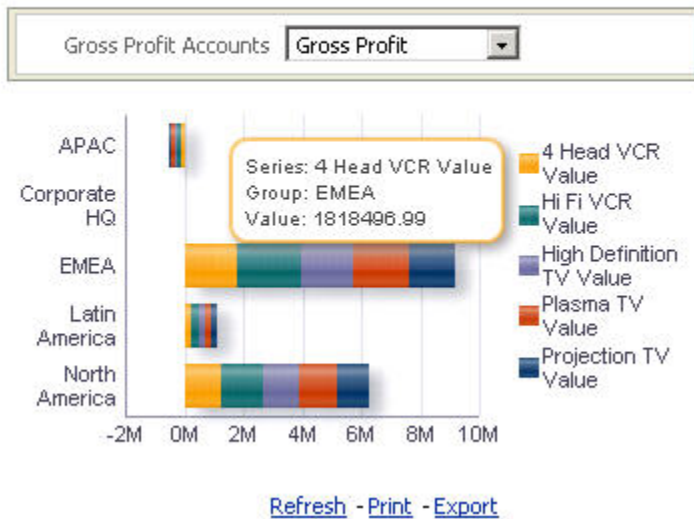 Gross Profit Accounts Gross Profit
APAC
Corporate
HQ
EMEA
Latin
America
North
America
-2M 0M 2M 4M 6M 8M 10M
Series: 4 Head VCR Value
Group: EMEA
Value: 1818496.99
4 Head VCR
Value
Hi Fi VCR
Value
High Definition
TV Value
Plasma TV
Value
Projection TV
Value
Refresh - Print - Export